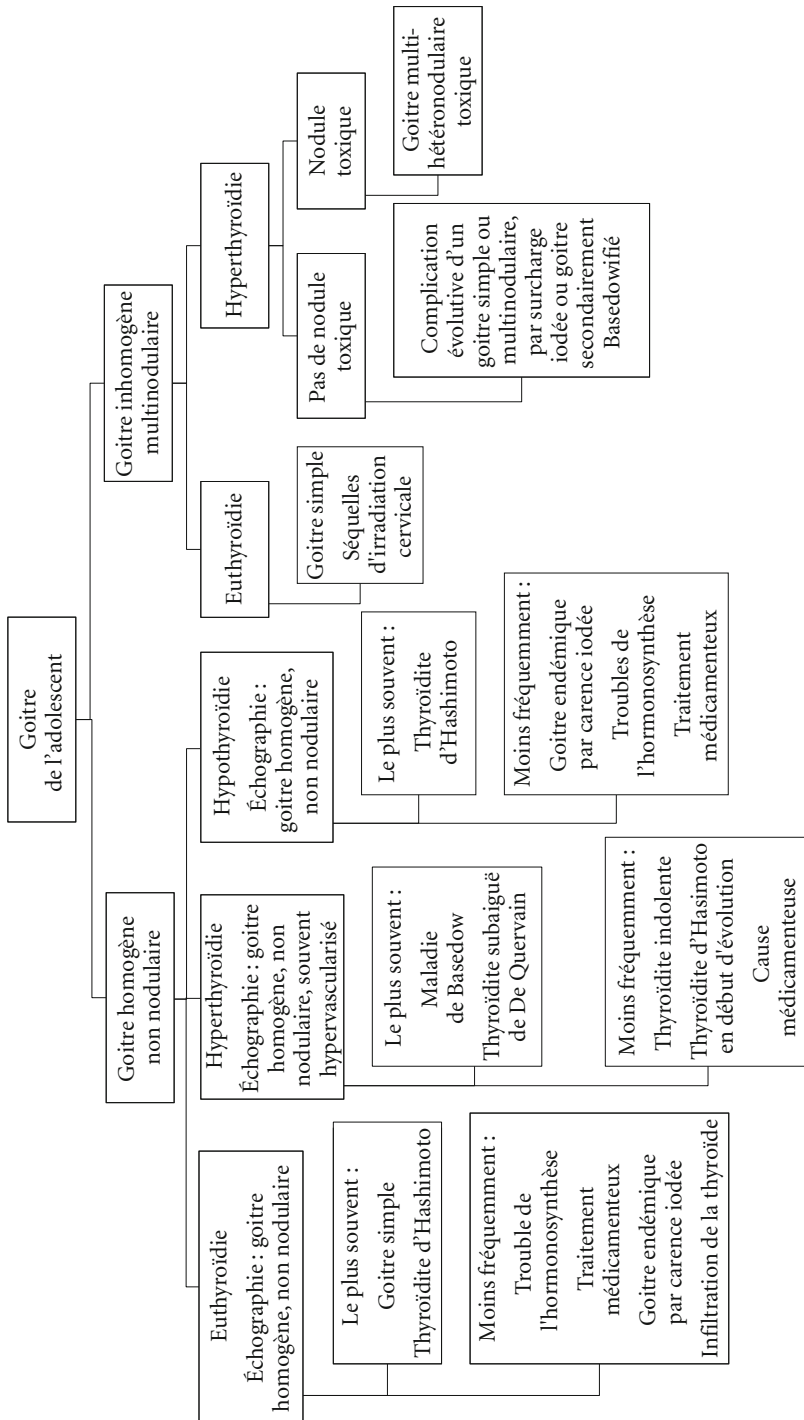 Goitre
de l'adolescent
Goitre homogène
non nodulaire
Goitre inhomogène
multinodulaire
Euthyroïdie
Échographie : goitre
homogène, non nodulaire
Hyperthyroïdie
Échographie : goitre
homogène, non
nodulaire, souvent
hypervascularisé
Hypothyroïdie
Échographie :
goitre homogène,
non nodulaire
Euthyroïdie
Hyperthyroïdie
Le plus souvent :
Goitre simple
Thyroïdite d'Hashimoto
Moins fréquemment :
Trouble de
l'hormonosynthèse
Traitement
médicamenteux
Goitre endémique
par carence iodée
Infiltration de la thyroïde
Le plus souvent :
Maladie
de Basedow
Thyroïdite subaiguë
de De Quervain
Moins fréquemment :
Thyroïdite indolente
Thyroïdite d'Hasimoto
en début d'évolution
Cause
médicamenteuse
Le plus souvent :
Thyroïdite
d'Hashimoto
Moins fréquemment :
Goitre endémique
par carence iodée
Troubles de
l'hormonosynthèse
Traitement
médicamenteux
Goitre simple
Séquelles
d'irradiation
cervicale
Pas de nodule
toxique
Complication
évolutive d'un
goitre simple ou
multinodulaire,
par surcharge
iodée ou goitre
secondairement
Basedowifié
Nodule
toxique
Goitre multi-
hétéronodulaire
toxique